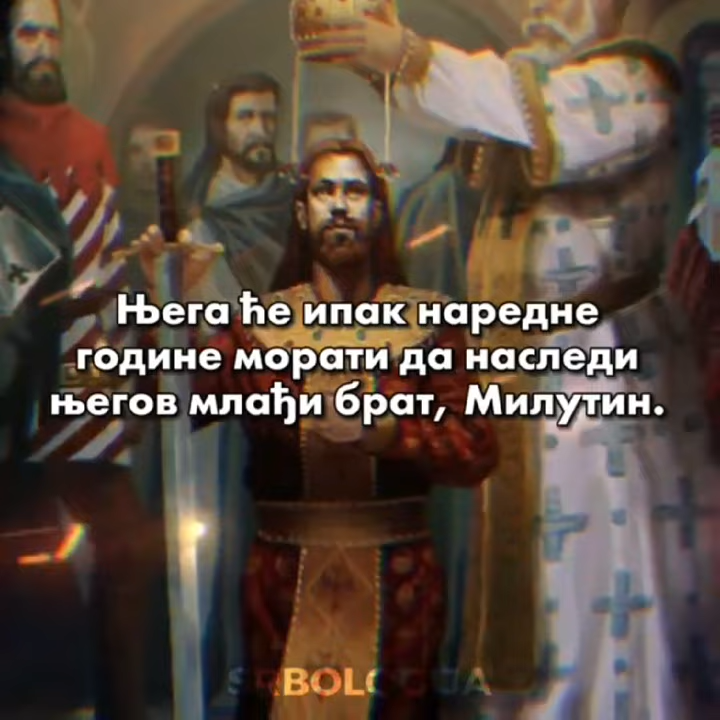 Њега ће ипак наредне
године морати да наследи
његов млађи брат, Милутин.